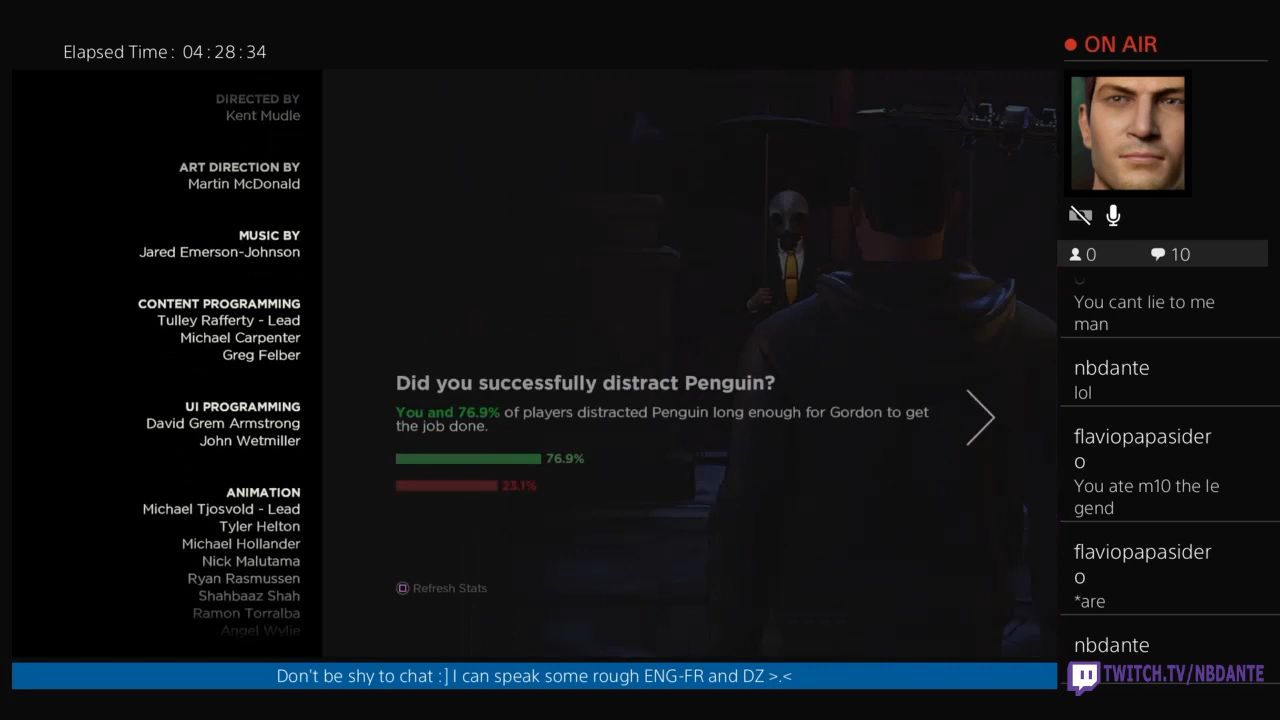 Elapsed Time: 04:28:34
ON AIR
DIRECTED BY
Kent Mudle
ART DIRECTION BY
Martin McDonald
MUSIC BY
Jared Emerson-Johnson
CONTENT PROGRAMMING
Tulley Rafferty - Lead
Michael Carpenter
Greg Felber
UI PROGRAMMING
David Grem Armstrong
John Wetmiller
ANIMATION
Michael Tjosvold - Lead
Tyler Helton
Michael Hollander
Nick Malutama
Ryan Rasmussen
Shahbaaz Shah
Ramon Torralba
Angel Wylie
Did you successfully distract Penguin?
You and 76.9% of players distracted Penguin long enough for Gordon to get
the job done.
76.9%
23.1%
Refresh Stats
0
10
You cant lie to me
man
nbdante
lol
flaviopapasider
o
You ate m10 the le
gend
flaviopapasider
o
*are
nbdante
TWITCH.TV/NBDANTE
Don't be shy to chat :] I can speak some rough ENG-FR and DZ >.<